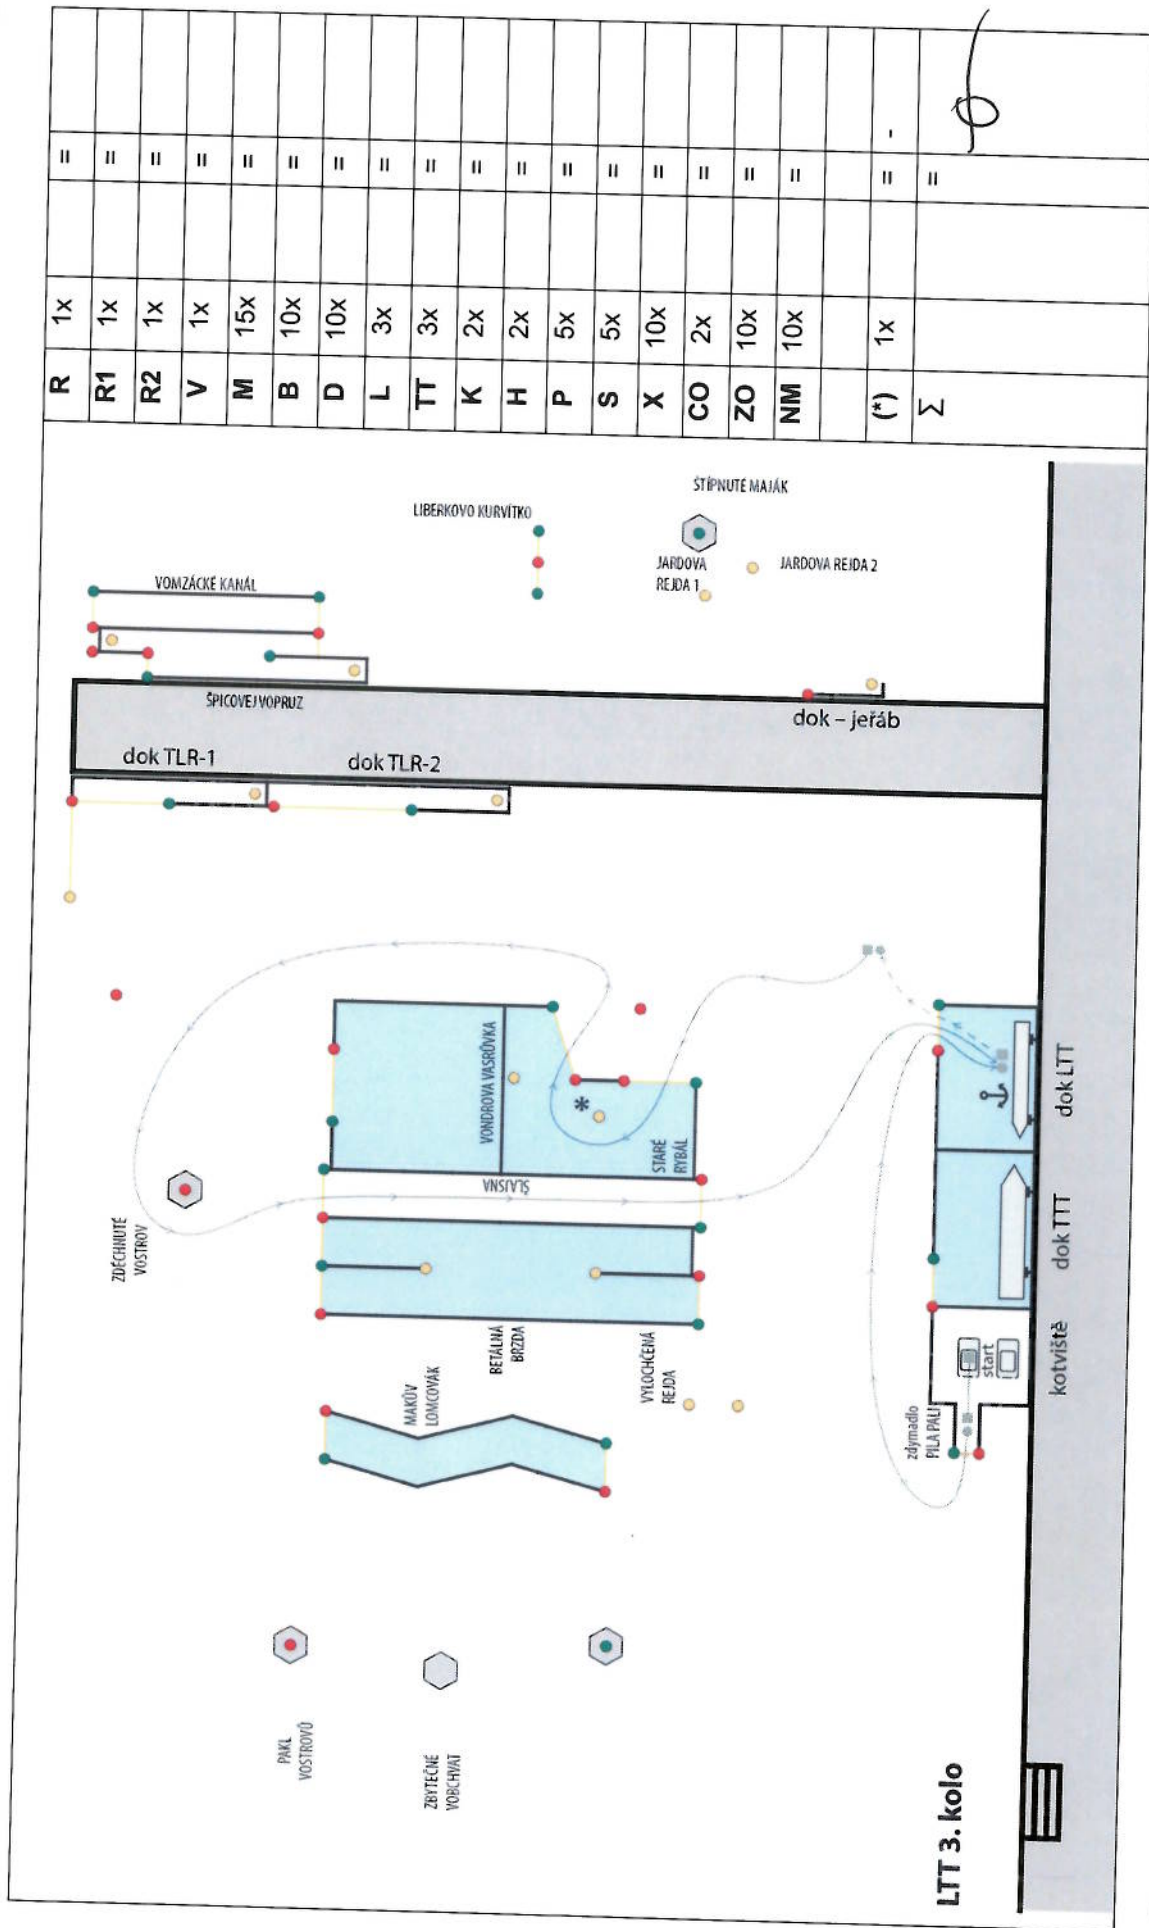 R 1x =
R1 1x =
R2 1x =
V 1x =
M 15x =
B 10x =
D 10x =
L 3x =
TT 3x =
K 2x =
H 2x =
P 5x =
S 5x =
X 10x =
CO 2x =
ZO 10x =
NM 10x =
(*) 1x = -
Σ =
VOMZÁCKÉ KANÁL
LIBERKOVO KURVÍTKO
ŠTÍPNUTÉ MAJÁK
JARDOVA
REJDA 1
JARDOVA REJDA 2
ŠPICOVEJ VOPRUZ
dok – jeřáb
dok TLR-1
dok TLR-2
ZDECHNUTÉ
VOSTROV
VONDROVA VASRŮVKA
*
STARÉ
RYBÁL
ŠLAJSNA
BETÁLNÁ
BRZDA
MAKŮV
LOMCOVÁK
VYLOCHČENÁ
REJDA
zdymadlo
PILA PALI
start
kotviště
dok TTT
dok LTT
PAKL
VOSTROVŮ
ZBYTEČNÉ
VOBCHVAT
LTT 3. kolo